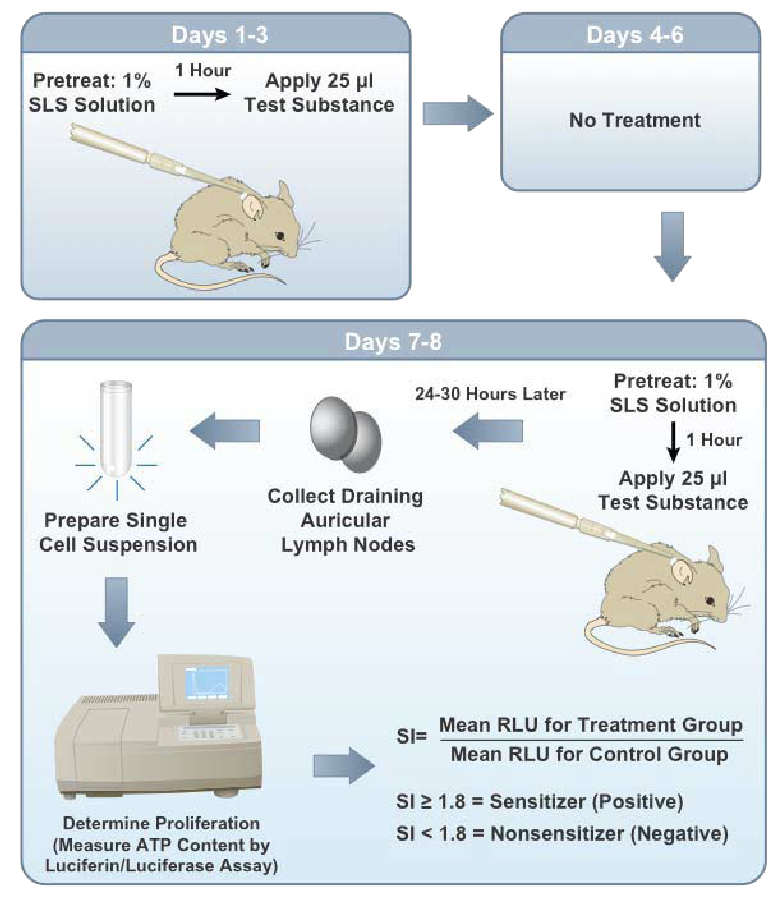 Days 1-3
Pretreat: 1%
SLS Solution
1 Hour
Apply 25 µl
Test Substance
Days 4-6
No Treatment
Days 7-8
Pretreat: 1%
SLS Solution
1 Hour
Apply 25 µl
Test Substance
24-30 Hours Later
Collect Draining
Auricular
Lymph Nodes
Prepare Single
Cell Suspension
Determine Proliferation
(Measure ATP Content by
Luciferin/Luciferase Assay)
SI= Mean RLU for Treatment Group
Mean RLU for Control Group
SI ≥ 1.8 = Sensitizer (Positive)
SI < 1.8 = Nonsensitizer (Negative)